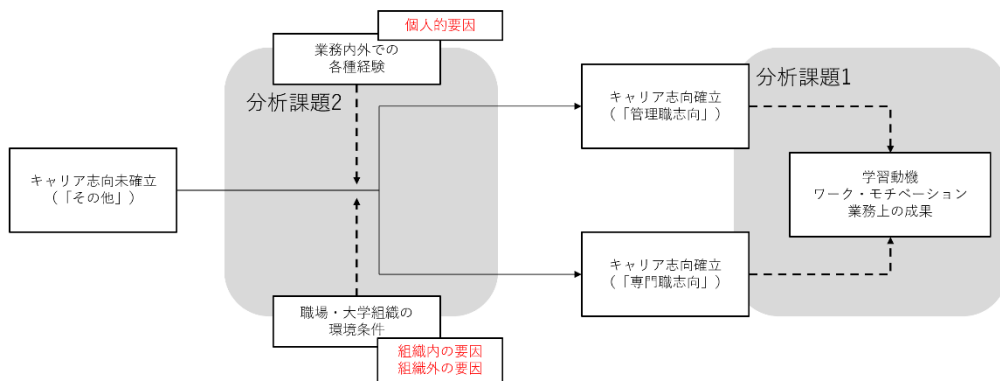 個人的要因
業務内外での
各種経験
分析課題2
キャリア志向未確立
(「その他」)
職場・大学組織の
環境条件
組織内の要因
組織外の要因
キャリア志向確立
(「管理職志向」)
キャリア志向確立
(「専門職志向」)
分析課題1
学習動機
ワーク・モチベーション
業務上の成果